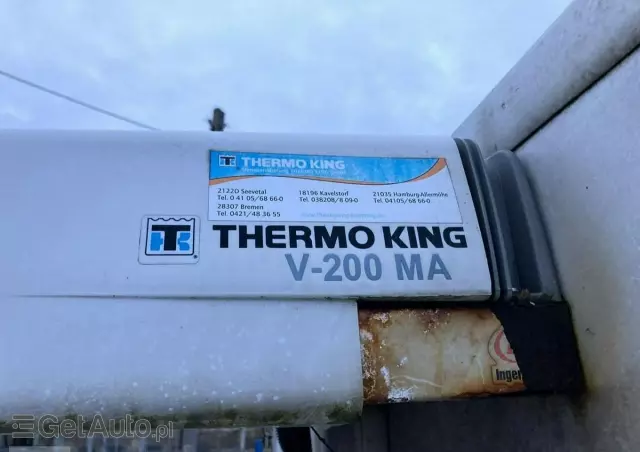 THERMO KING
21220 Seevetal
Tel. 0 41 05/68 66-0
28307 Bremen
Tel. 0421/48 36 55
18196 Kavelstorf
Tel. 038208/8 09-0
21035 Hamburg-Allermöhe
Tel. 04105/68 66-0
TK
THERMO KING
V-200 MA
Inger
GetAuto.pl